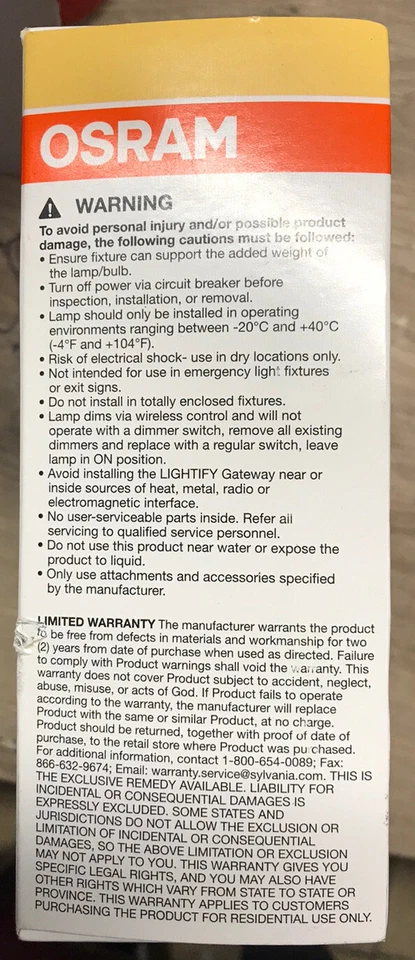 OSRAM
WARNING
To avoid personal injury and/or possible product
damage, the following cautions must be followed:
• Ensure fixture can support the added weight of
the lamp/bulb.
• Turn off power via circuit breaker before
inspection, installation, or removal.
• Lamp should only be installed in operating
environments ranging between -20°C and +40°C
(-4°F and +104°F).
• Risk of electrical shock- use in dry locations only.
• Not intended for use in emergency light fixtures
or exit signs.
• Do not install in totally enclosed fixtures.
• Lamp dims via wireless control and will not
operate with a dimmer switch, remove all existing
dimmers and replace with a regular switch, leave
lamp in ON position.
• Avoid installing the LIGHTIFY Gateway near or
inside sources of heat, metal, radio or
electromagnetic interface.
• No user-serviceable parts inside. Refer all
servicing to qualified service personnel.
• Do not use this product near water or expose the
product to liquid.
• Only use attachments and accessories specified
by the manufacturer.
LIMITED WARRANTY The manufacturer warrants the product
to be free from defects in materials and workmanship for two
(2) years from date of purchase when used as directed. Failure
to comply with Product warnings shall void the warranty. This
warranty does not cover Product subject to accident, neglect,
abuse, misuse, or acts of God. If Product fails to operate
according to the warranty, the manufacturer will replace
Product with the same or similar Product, at no charge.
Product should be returned, together with proof of date of
purchase, to the retail store where Product was purchased.
For additional information, contact 1-800-654-0089; Fax:
866-632-9674; Email: warranty.service@sylvania.com. THIS IS
THE EXCLUSIVE REMEDY AVAILABLE. LIABILITY FOR
INCIDENTAL OR CONSEQUENTIAL DAMAGES IS
EXPRESSLY EXCLUDED. SOME STATES AND
JURISDICTIONS DO NOT ALLOW THE EXCLUSION OR
LIMITATION OF INCIDENTAL OR CONSEQUENTIAL
DAMAGES, SO THE ABOVE LIMITATION OR EXCLUSION
MAY NOT APPLY TO YOU. THIS WARRANTY GIVES YOU
SPECIFIC LEGAL RIGHTS, AND YOU MAY ALSO HAVE
OTHER RIGHTS WHICH VARY FROM STATE TO STATE OR
PROVINCE. THIS WARRANTY APPLIES TO CUSTOMERS
PURCHASING THE PRODUCT FOR RESIDENTIAL USE ONLY.